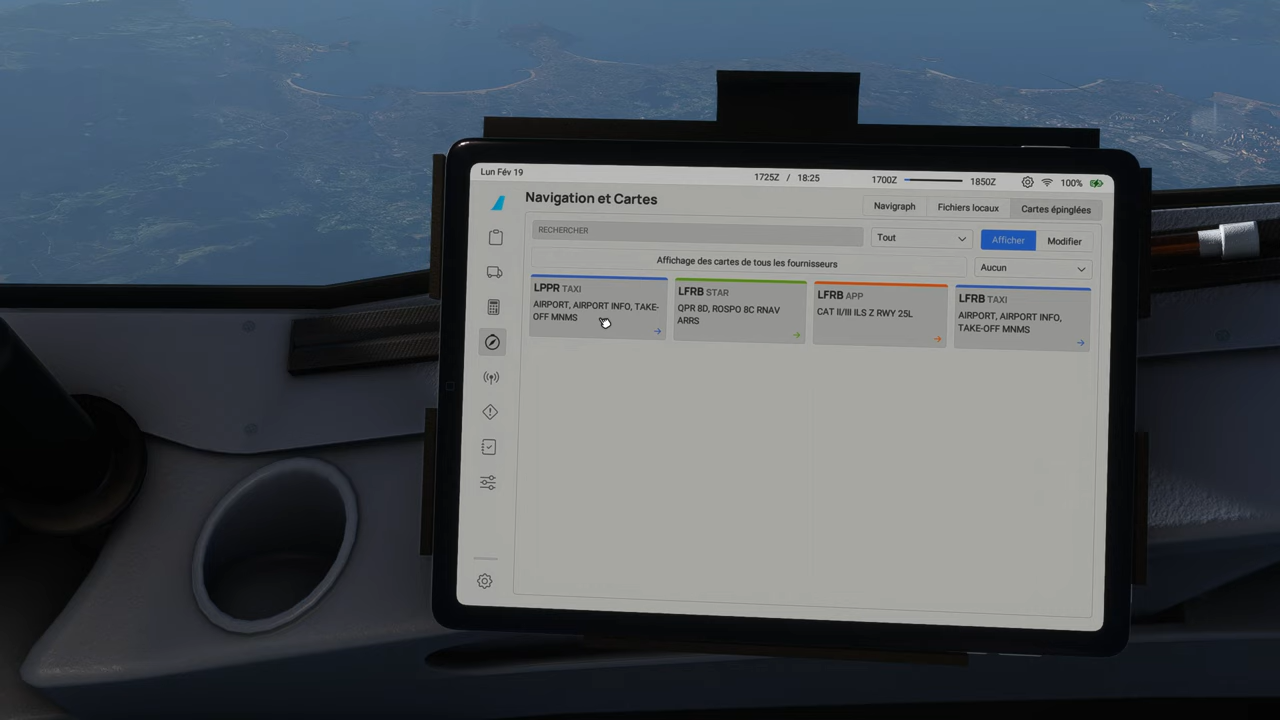 Lun Fév 19
1725Z / 18:25
1700Z
1850Z
100%
Navigation et Cartes
Navigraph
Fichiers locaux
Cartes épinglées
RECHERCHER
Tout
Afficher
Modifier
Affichage des cartes de tous les fournisseurs
Aucun
LPPR TAXI
AIRPORT, AIRPORT INFO, TAKE-
OFF MNMS
LFRB STAR
QPR 8D, ROSPO 8C RNAV
ARRS
LFRB APP
CAT II/III ILS Z RWY 25L
LFRB TAXI
AIRPORT, AIRPORT INFO,
TAKE-OFF MNMS